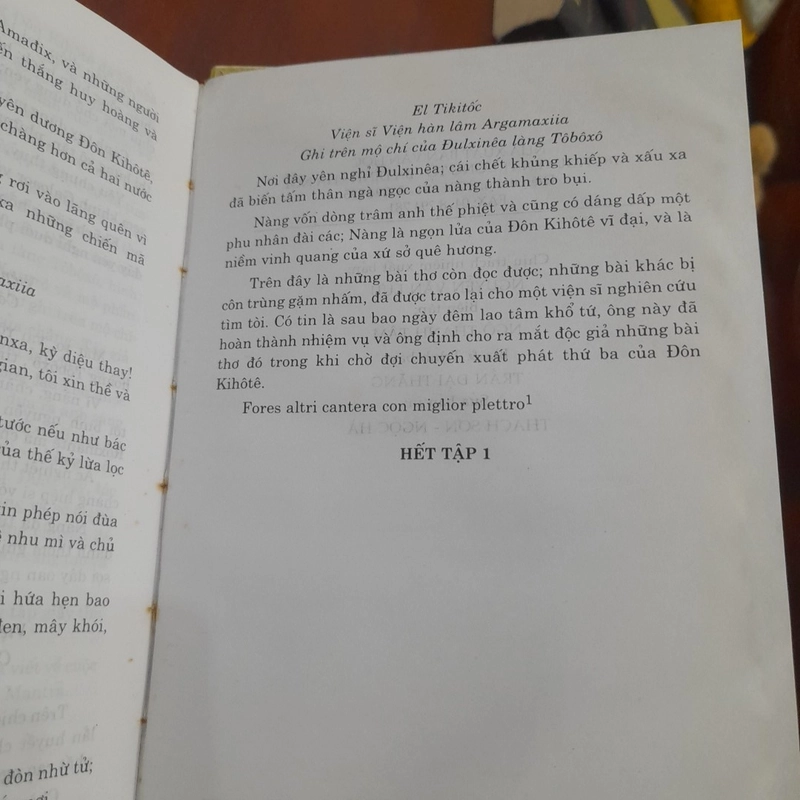 Amadix, và những người
thắng huy hoàng và
dương Đôn Kihôtê,
chàng hơn cả hai nước
rơi vào lãng quên vì
những chiến mã
kỳ diệu thay!
gian, tôi xin thề và
tước nếu như bác
của thế kỷ lừa lọc
phép nói đùa
nhu mì và chủ
hứa hẹn bao
đen, mây khói,
đòn nhừ tử;
El Tikitốc
Viện sĩ Viện hàn lâm Argamaxiia
Ghi trên mộ chí của Đulxinêa làng Tôbôxô
Nơi đây yên nghỉ Đulxinêa; cái chết khủng khiếp và xấu xa
đã biến tấm thân ngà ngọc của nàng thành tro bụi.
Nàng vốn dòng trâm anh thế phiệt và cũng có dáng dấp một
phu nhân đài các; Nàng là ngọn lửa của Đôn Kihôtê vĩ đại, và là
niềm vinh quang của xứ sở quê hương.
Trên đây là những bài thơ còn đọc được; những bài khác bị
côn trùng gặm nhấm, đã được trao lại cho một viện sĩ nghiên cứu
tìm tòi. Có tin là sau bao ngày đêm lao tâm khổ tứ, ông này đã
hoàn thành nhiệm vụ và ông định cho ra mắt độc giả những bài
thơ đó trong khi chờ đợi chuyến xuất phát thứ ba của Đôn
Kihôtê.
Fores altri cantera con miglior plettro¹
HẾT TẬP 1